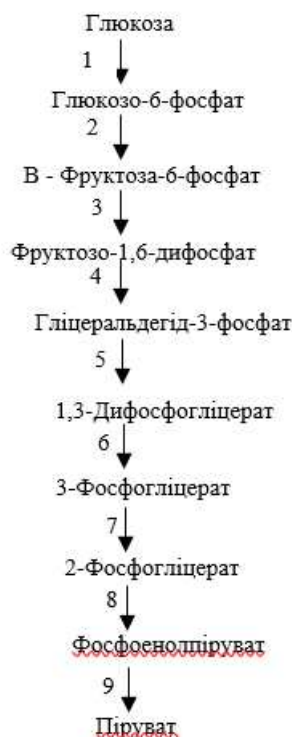 Глюкоза
1
Глюкозо-6-фосфат
2
В - Фруктоза-6-фосфат
3
Фруктозо-1,6-дифосфат
4
Гліцеральдегід-3-фосфат
5
1,3-Дифосфогліцерат
6
3-Фосфогліцерат
7
2-Фосфогліцерат
8
Фосфоенолпіруват
9
Піруват